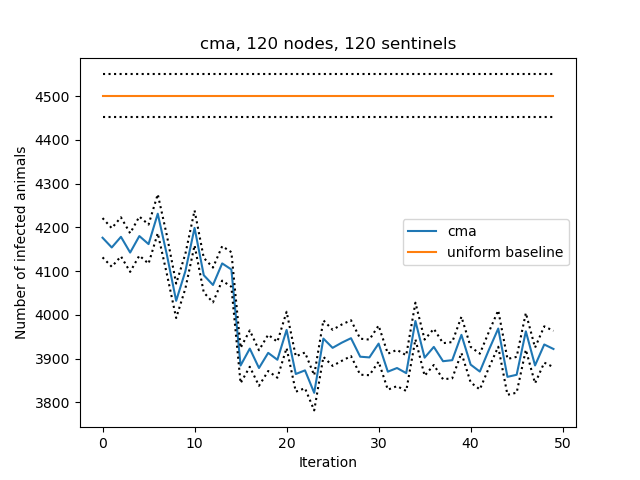 cma, 120 nodes, 120 sentinels
Number of infected animals
4500
4400
4300
4200
4100
4000
3900
3800
cma
uniform baseline
0
10
20
30
40
50
Iteration